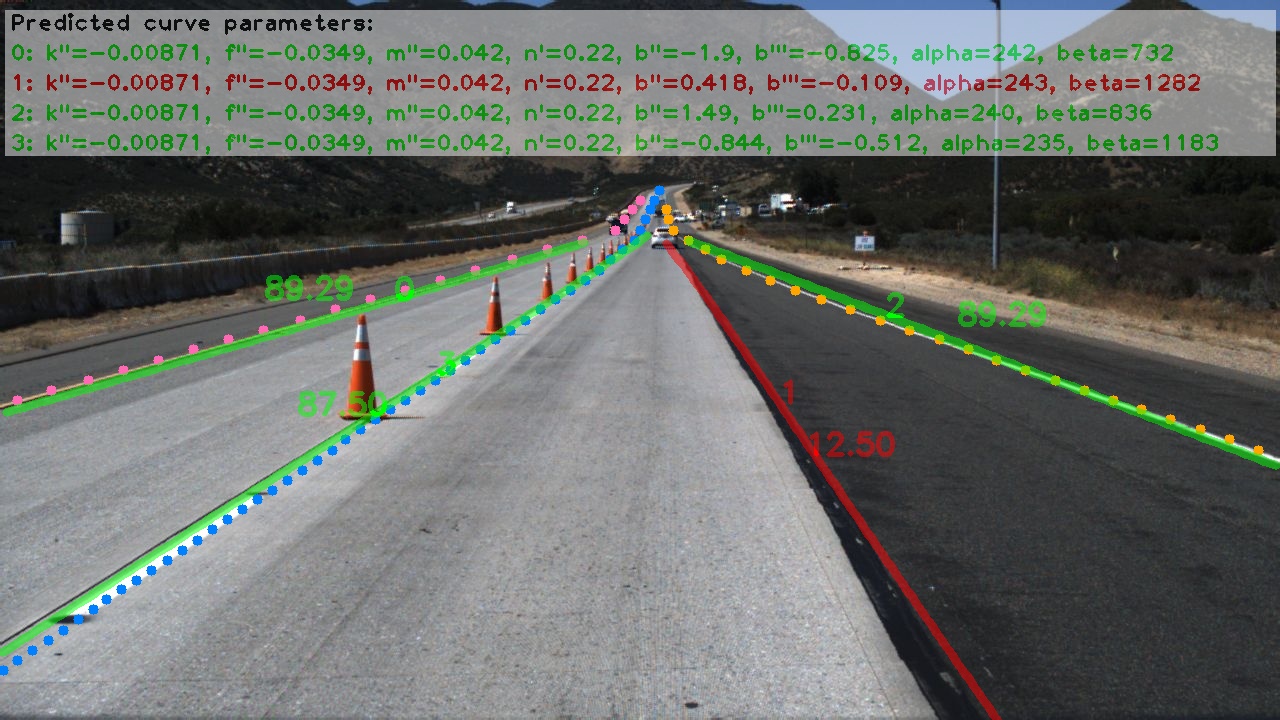 Predicted curve parameters:
0: k''=-0.00871, f''=-0.0349, m''=0.042, n'=0.22, b''=-1.9, b'''=-0.825, alpha=242, beta=732
1: k''=-0.00871, f''=-0.0349, m''=0.042, n'=0.22, b''=0.418, b'''=-0.109, alpha=243, beta=1282
2: k''=-0.00871, f''=-0.0349, m''=0.042, n'=0.22, b''=1.49, b'''=0.231, alpha=240, beta=836
3: k''=-0.00871, f''=-0.0349, m''=0.042, n'=0.22, b''=-0.844, b'''=-0.512, alpha=235, beta=1183
89.29 0
2 89.29
3
87.50
1
12.50